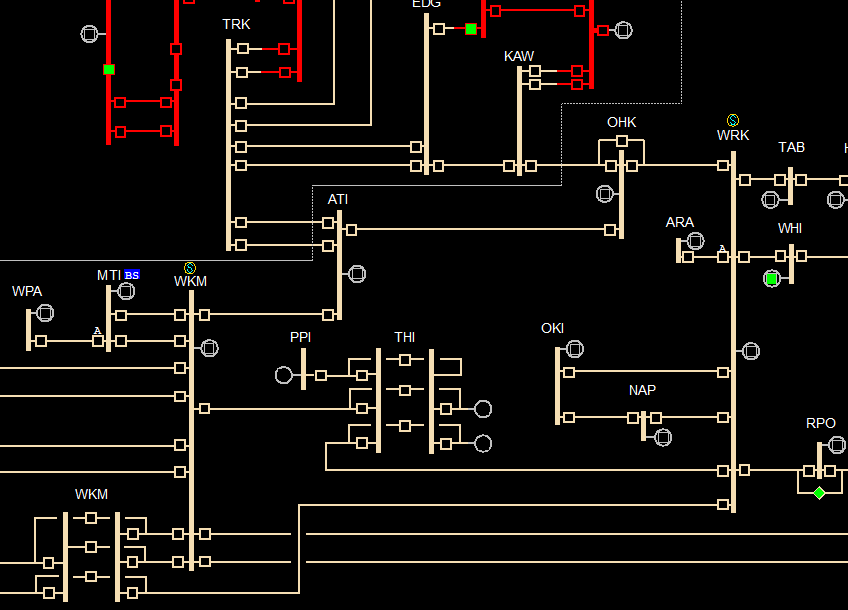 EDG
TRK
KAW
OHK
S
WRK
TAB
ATI
ARA
WHI
A
S
MTI BS
WKM
WPA
A
PPI
THI
OKI
NAP
RPO
WKM